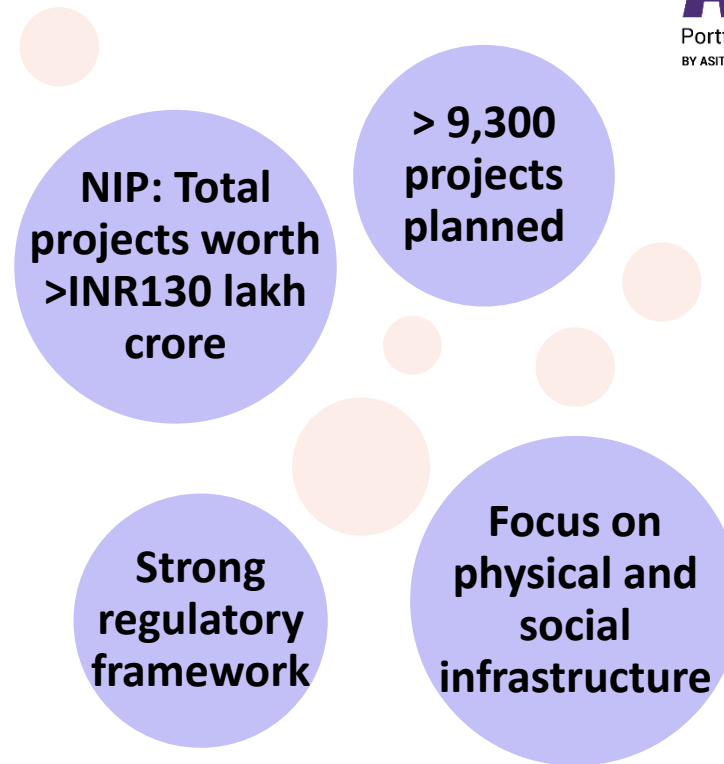 Portf
BY ASIT
> 9,300
projects
planned
NIP: Total
projects worth
>INR130 lakh
crore
Focus on
physical and
social
infrastructure
Strong
regulatory
framework